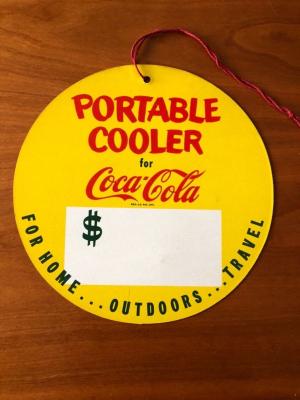 PORTABLE
COOLER
for
Coca-Cola
$
FOR HOME...OUTDOORS...TRAVEL